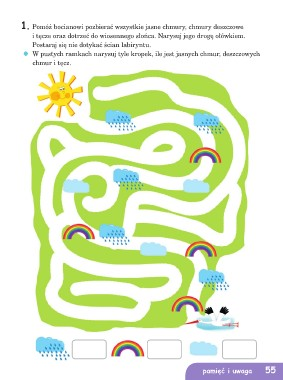 1. Pomóż bocianowi pozbierać wszystkie jasne chmury, chmury deszczowe
i tęcze oraz dotrzeć do wiosennego słońca. Narysuj jego drogę ołówkiem.
Postaraj się nie dotykać ścian labiryntu.
W pustych ramkach narysuj tyle kropek, ile jest jasnych chmur, deszczowych
chmur i tęcz.
pamięć i uwaga 55